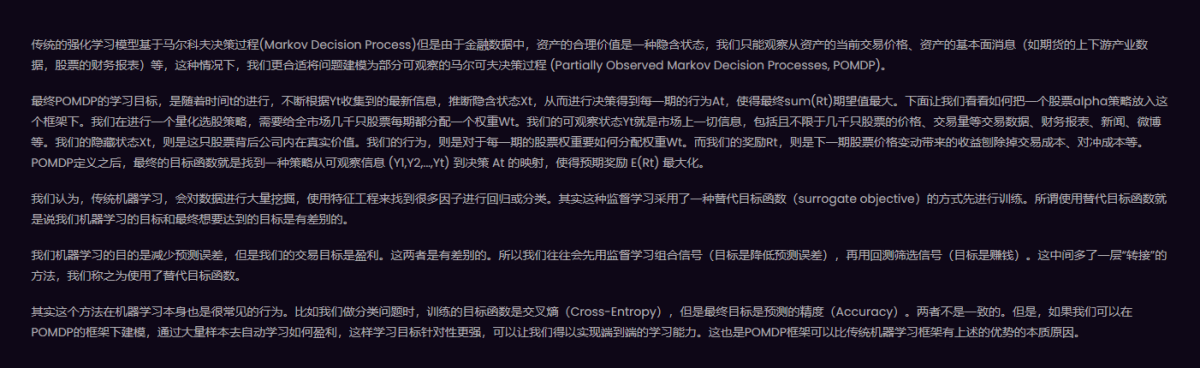 传统的强化学习模型基于马尔科夫决策过程(Markov Decision Process)但是由于金融数据中，资产的合理价值是一种隐含状态，我们只能观察从资产的当前交易价格、资产的基本面消息（如期货的上下游产业数
据，股票的财务报表）等，这种情况下，我们更合适将问题建模为部分可观察的马尔可夫决策过程 (Partially Observed Markov Decision Processes, POMDP)。
最终POMDP的学习目标，是随着时间t的进行，不断根据Yt收集到的最新信息，推断隐含状态Xt，从而进行决策得到每一期的行为At，使得最终sum(Rt)期望值最大。下面让我们看看如何把一个股票alpha策略放入这
个框架下。我们在进行一个量化选股策略，需要给全市场几千只股票每期都分配一个权重Wt。我们的可观察状态Yt就是市场上一切信息，包括且不限于几千只股票的价格、交易量等交易数据、财务报表、新闻、微博
等。我们的隐藏状态Xt，则是这只股票背后公司内在真实价值。我们的行为，则是对于每一期的股票权重要如何分配权重Wt。而我们的奖励Rt，则是下一期股票价格变动带来的收益刨除掉交易成本、对冲成本等。
POMDP定义之后，最终的目标函数就是找到一种策略从可观察信息 (Y1,Y2,...,Yt) 到决策 At 的映射，使得预期奖励 E(Rt) 最大化。
我们认为，传统机器学习，会对数据进行大量挖掘，使用特征工程来找到很多因子进行回归或分类。其实这种监督学习采用了一种替代目标函数（surrogate objective）的方式先进行训练。所谓使用替代目标函数就
是说我们机器学习的目标和最终想要达到的目标是有差别的。
我们机器学习的目的是减少预测误差，但是我们的交易目标是盈利。这两者是有差别的。所以我们往往会先用监督学习组合信号（目标是降低预测误差），再用回测筛选信号（目标是赚钱）。这中间多了一层“转接”的
方法，我们称之为使用了替代目标函数。
其实这个方法在机器学习本身也是很常见的行为。比如我们做分类问题时，训练的目标函数是交叉熵（Cross-Entropy），但是最终目标是预测的精度（Accuracy）。两者不是一致的。但是，如果我们可以在
POMDP的框架下建模，通过大量样本去自动学习如何盈利，这样学习目标针对性更强，可以让我们得以实现端到端的学习能力。这也是POMDP框架可以比传统机器学习框架有上述的优势的本质原因。